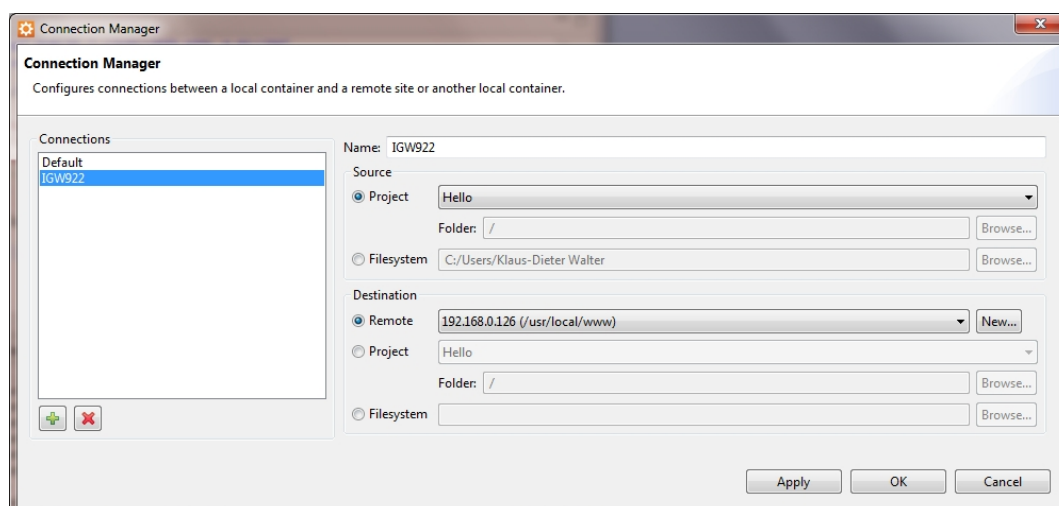 Connection Manager
Connection Manager
Configures connections between a local container and a remote site or another local container.
Connections
Default
IGW922
Name: IGW922
Source
Project Hello
Folder: / Browse...
Filesystem C:/Users/Klaus-Dieter Walter Browse...
Destination
Remote 192.168.0.126 (/usr/local/www) New...
Project Hello
Folder: / Browse...
Filesystem Browse...
Apply OK Cancel